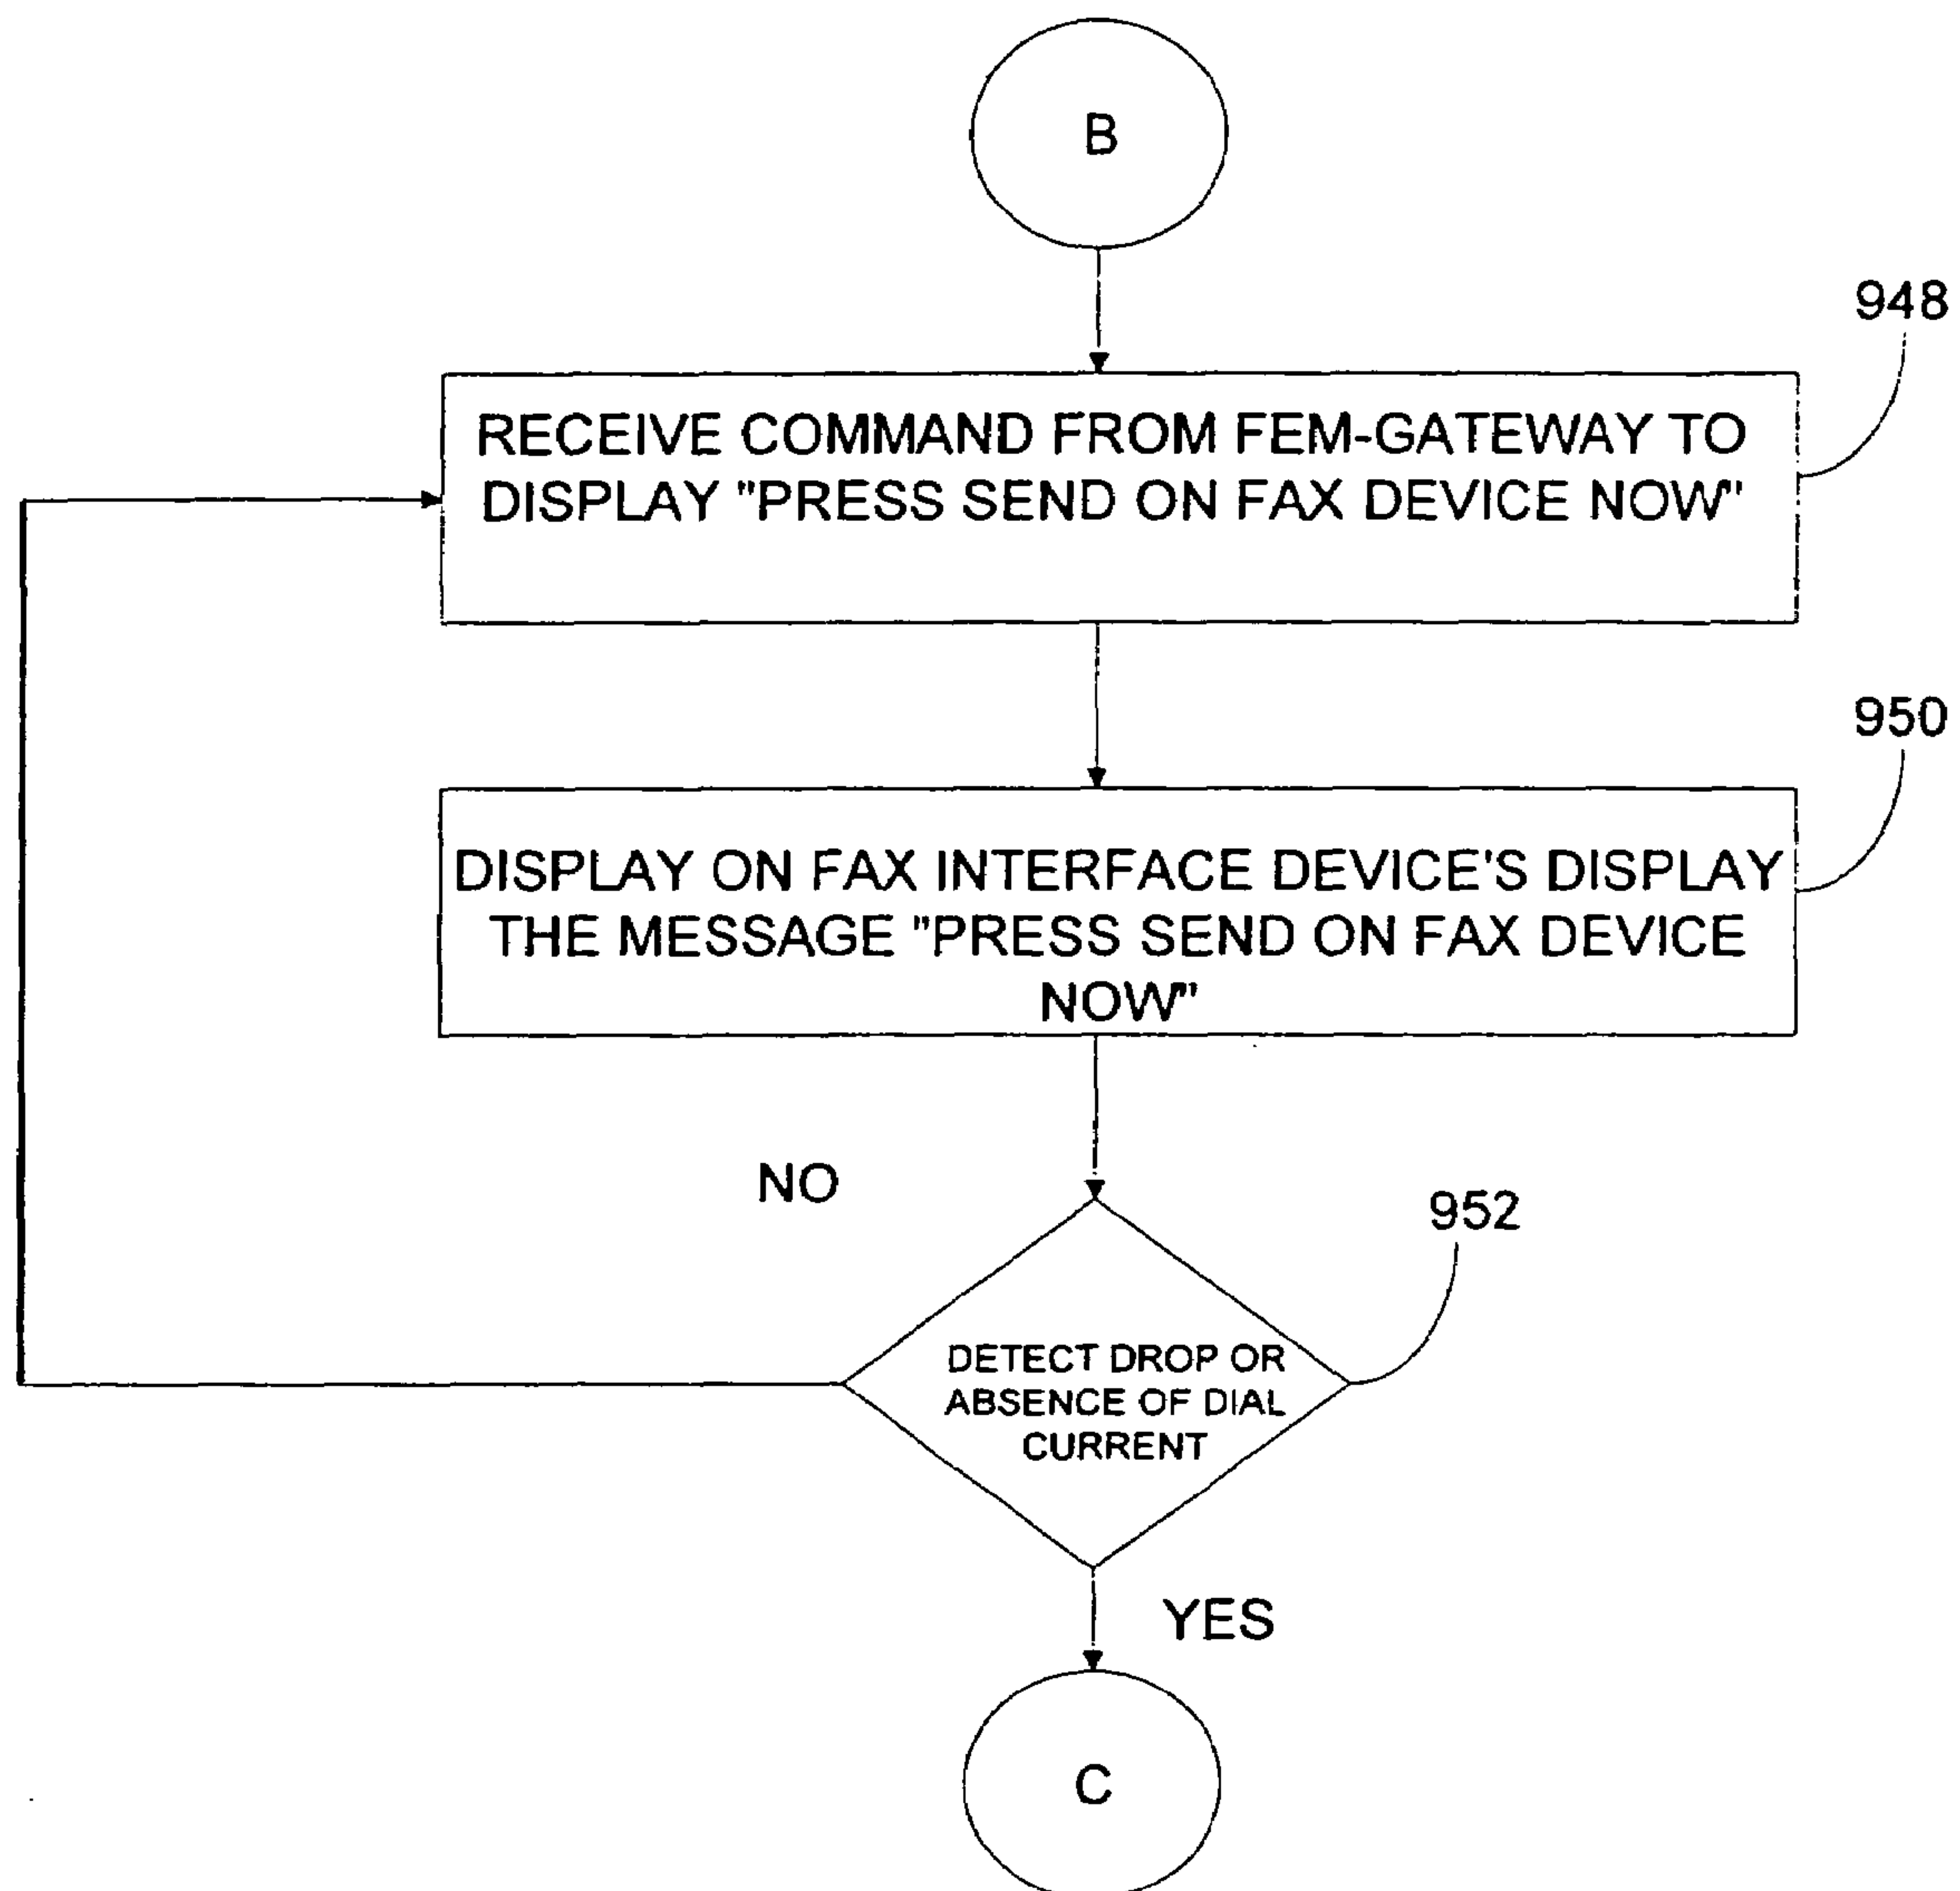 B
948
RECEIVE COMMAND FROM FEM-GATEWAY TO
DISPLAY "PRESS SEND ON FAX DEVICE NOW"
950
DISPLAY ON FAX INTERFACE DEVICE'S DISPLAY
THE MESSAGE "PRESS SEND ON FAX DEVICE
NOW"
NO
952
DETECT DROP OR
ABSENCE OF DIAL
CURRENT
YES
C